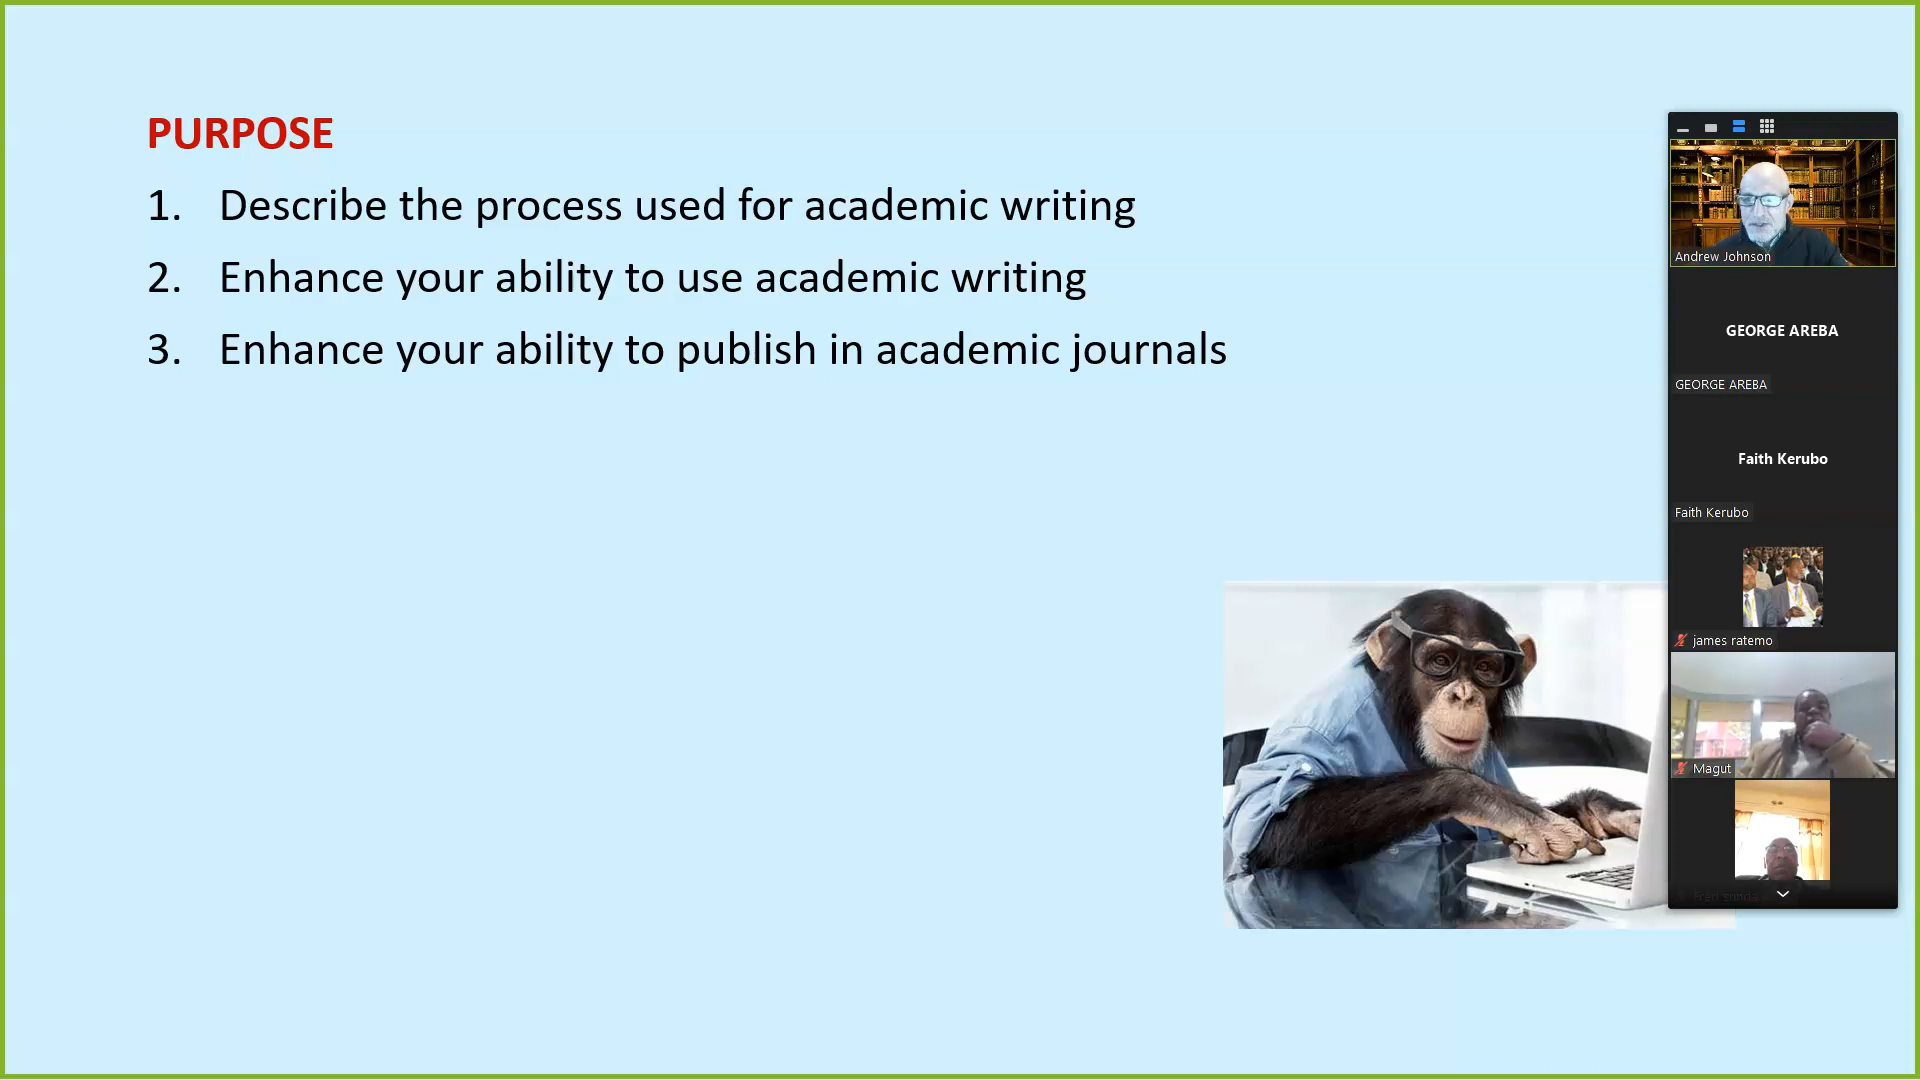 PURPOSE
1. Describe the process used for academic writing
2. Enhance your ability to use academic writing
3. Enhance your ability to publish in academic journals
Andrew Johnson
GEORGE AREBA
GEORGE AREBA
Faith Kerubo
Faith Kerubo
james ratemo
Magut